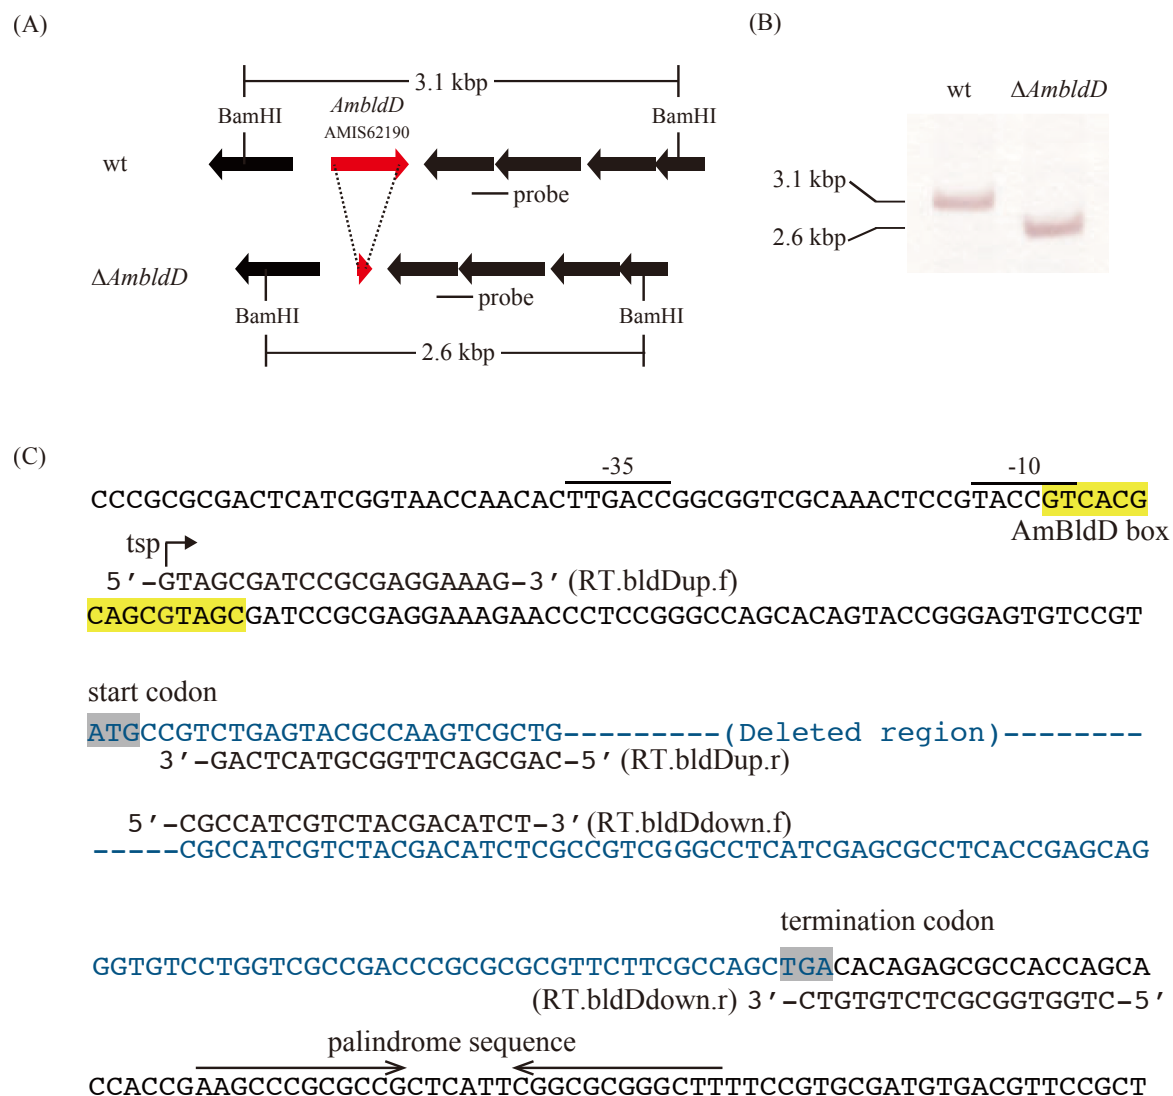 (A)
3.1 kbp
BamHI
AmbldD
AMIS62190
BamHI
wt
probe
ΔAmbldD
probe
BamHI
BamHI
2.6 kbp
(B)
wt
ΔAmbldD
3.1 kbp
2.6 kbp
(C)
-35
-10
CCCGCGCGACTCATCGGTAACCAACACTTGACCGGCGGTCGCAAACTCCGTACCGTCACG
AmBldD box
tsp
5′-GTAGCGATCCGCGAGGAAAG-3′ (RT.bldDup.f)
CAGCGTAGCGATCCGCGAGGAAAGAACCCTCCGGGCCAGCACAGTACCGGGAGTGTCCGT
start codon
ATGCCGTCTGAGTACGCCAAGTCGCTG---------(Deleted region)--------
3′-GACTCATGCGGTTCAGCGAC-5′ (RT.bldDup.r)
5′-CGCCATCGTCTACGACATCT-3′ (RT.bldDdown.f)
-----CGCCATCGTCTACGACATCTCGCCGTCGGGCCTCATCGAGCGCCTCACCGAGCAG
termination codon
GGTGTCCTGGTCGCCGACCCGCGCGCGTTCTTCGCCAGCTGACACAGAGCGCCACCAGCA
(RT.bldDdown.r) 3′-CTGTGTCTCGCGGTGGTC-5′
palindrome sequence
CCACCGAAGCCCGCGCCGCTCATTCGGCGCGGGCTTTTCCGTGCGATGTGACGTTCCGCT